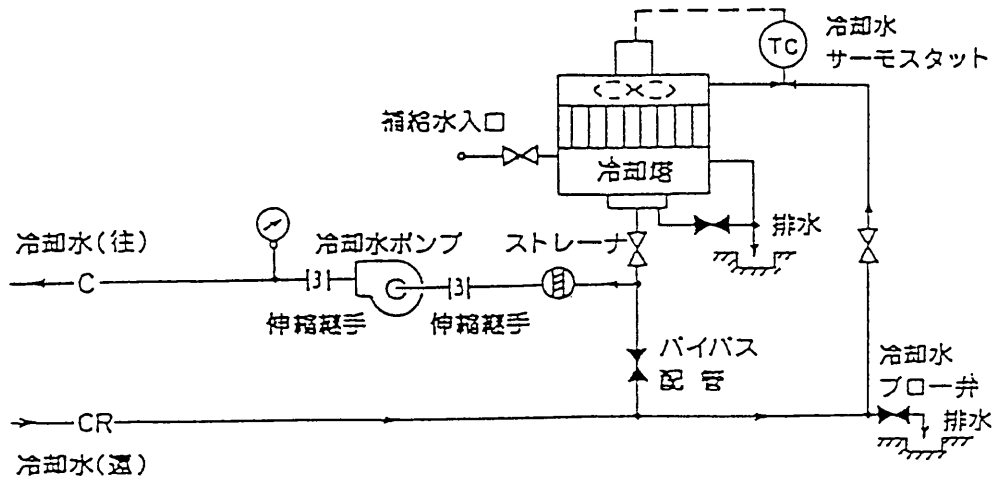 TC
冷却水
サーモスタット
補給水入口
冷却塔
冷却水(往)
冷却水ポンプ
ストレーナ
排水
C
伸縮継手
伸縮継手
バイパス
配管
冷却水
ブロー弁
CR
排水
冷却水(還)